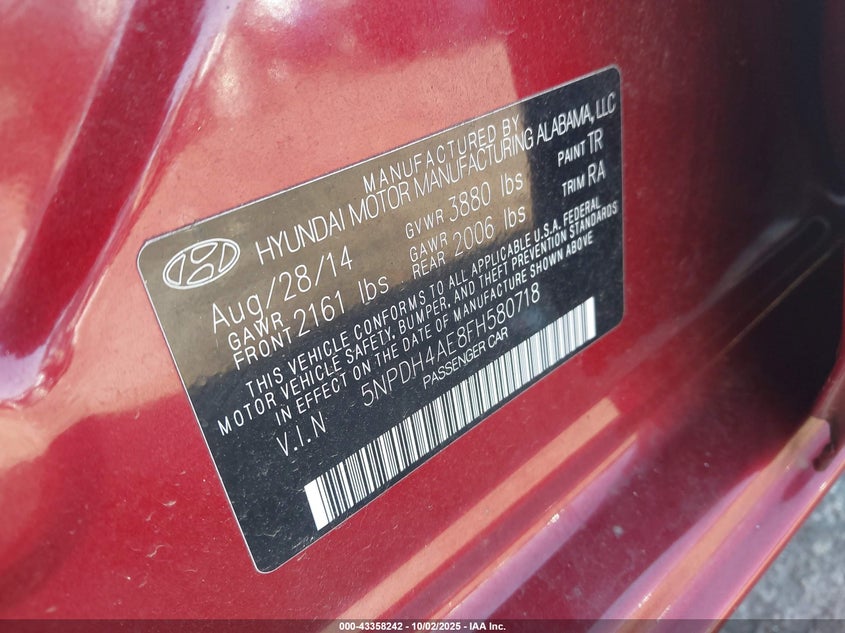 MANUFACTURED BY
HYUNDAI MOTOR MANUFACTURING ALABAMA, LLC
Aug/28/14 GVWR 3880 lbs PAINT TR
GAWR FRONT 2161 lbs GAWR REAR 2006 lbs TRIM RA
THIS VEHICLE CONFORMS TO ALL APPLICABLE U.S.A. FEDERAL
MOTOR VEHICLE SAFETY, BUMPER, AND THEFT PREVENTION STANDARDS
IN EFFECT ON THE DATE OF MANUFACTURE SHOWN ABOVE
V.I.N 5NPDH4AE8FH580718
PASSENGER CAR
000-43358242 - 10/02/2025 - IAA Inc.